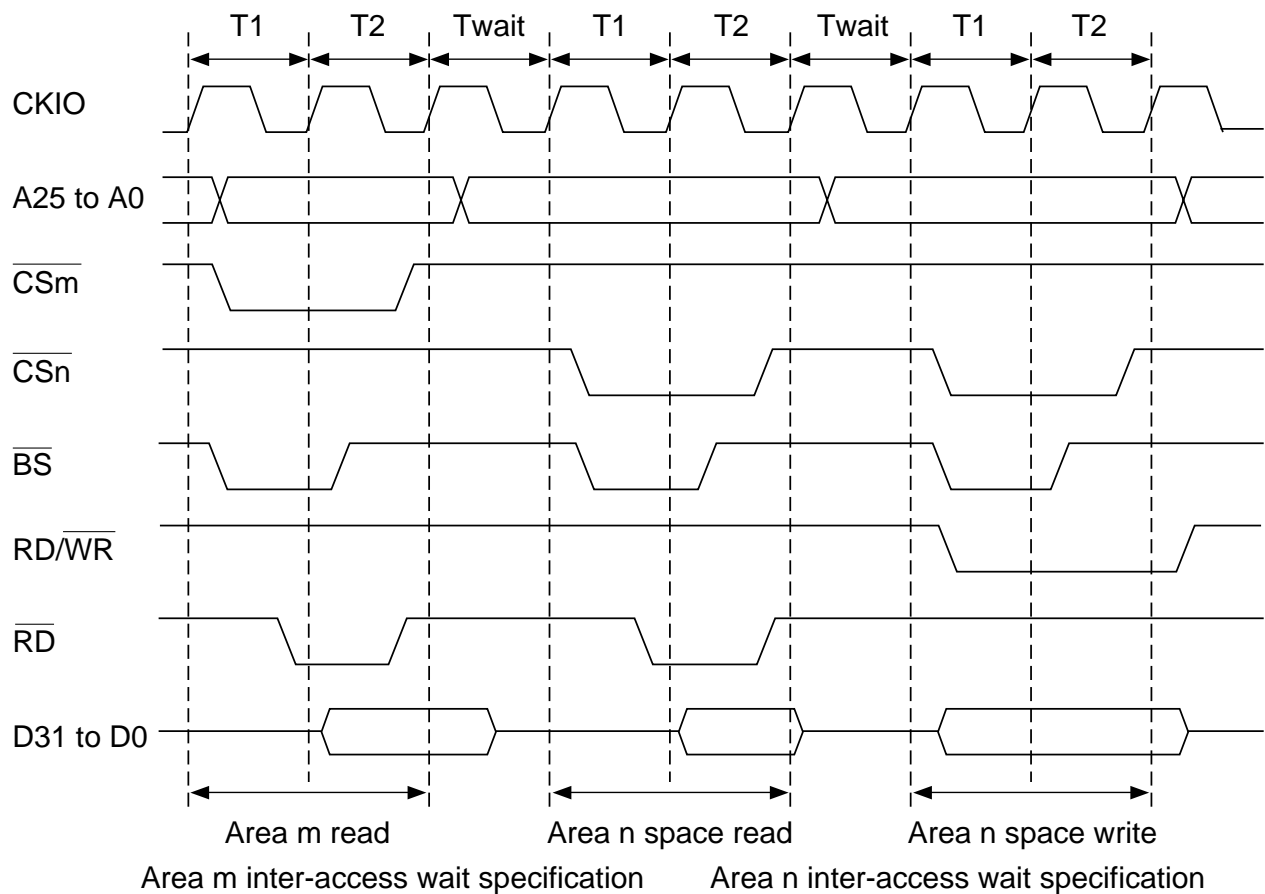 T1 T2 Twait T1 T2 Twait T1 T2
CKIO
A25 to A0
CSm
CSn
BS
RD/WR
RD
D31 to D0
Area m read Area n space read Area n space write
Area m inter-access wait specification Area n inter-access wait specification